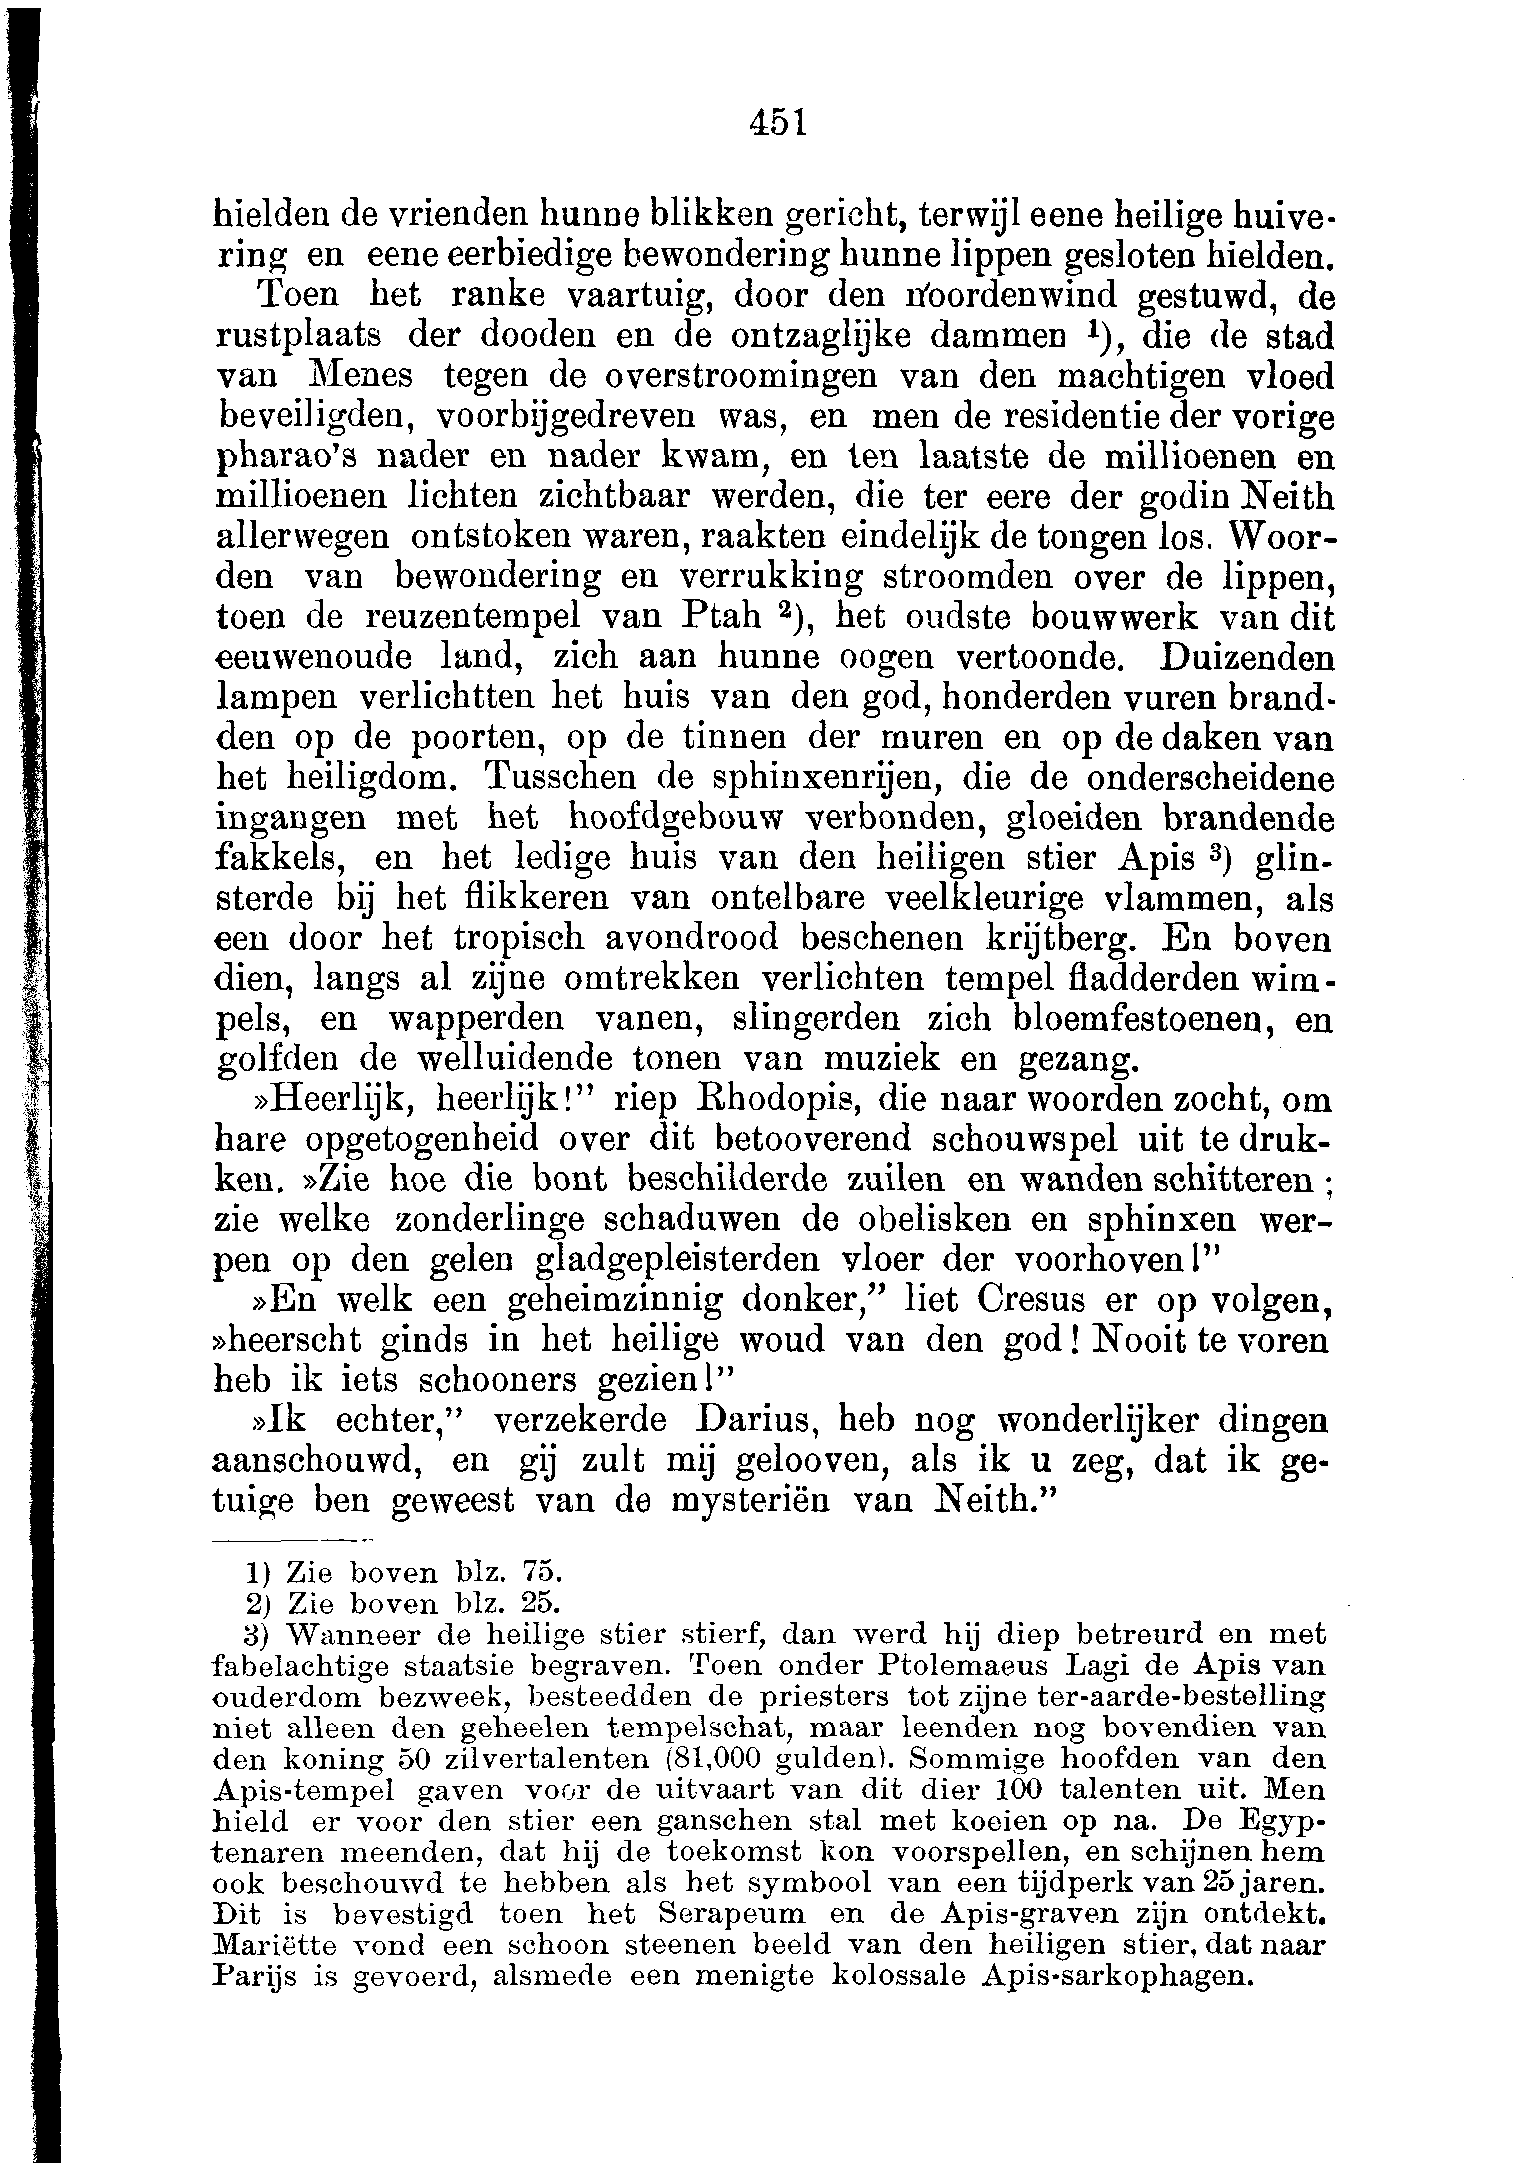 451
hielden de vrienden hunne blikken gericht, terwijl eene heilige huive-
ring en eene eerbiedige bewondering hunne lippen gesloten hielden.
Toen het ranke vaartuig, door den noordenwind gestuwd, de
rustplaats der dooden en de ontzaglijke dammen ¹), die de stad
van Menes tegen de overstroomingen van den machtigen vloed
beveiligden, voorbijgedreven was, en men de residentie der vorige
pharao's nader en nader kwam, en ten laatste de millioenen en
millioenen lichten zichtbaar werden, die ter eere der godin Neith
allerwegen ontstoken waren, raakten eindelijk de tongen los. Woor-
den van bewondering en verrukking stroomden over de lippen,
toen de reuzentempel van Ptah ²), het oudste bouwwerk van dit
eeuwenoude land, zich aan hunne oogen vertoonde. Duizenden
lampen verlichtten het huis van den god, honderden vuren brand-
den op de poorten, op de tinnen der muren en op de daken van
het heiligdom. Tusschen de sphinxenrijen, die de onderscheidene
ingangen met het hoofdgebouw verbonden, gloeiden brandende
fakkels, en het ledige huis van den heiligen stier Apis ³) glin-
sterde bij het flikkeren van ontelbare veelkleurige vlammen, als
een door het tropisch avondrood beschenen krijtberg. En boven
dien, langs al zijne omtrekken verlichten tempel fladderden wim-
pels, en wapperden vanen, slingerden zich bloemfestoenen, en
golfden de welluidende tonen van muziek en gezang.
»Heerlijk, heerlijk!” riep Rhodopis, die naar woorden zocht, om
hare opgetogenheid over dit betooverend schouwspel uit te druk-
ken. »Zie hoe die bont beschilderde zuilen en wanden schitteren;
zie welke zonderlinge schaduwen de obelisken en sphinxen wer-
pen op den gelen gladgepleisterden vloer der voorhoven!”
»En welk een geheimzinnig donker,” liet Cresus er op volgen,
»heerscht ginds in het heilige woud van den god! Nooit te voren
heb ik iets schooners gezien!”
»Ik echter,” verzekerde Darius, heb nog wonderlijker dingen
aanschouwd, en gij zult mij gelooven, als ik u zeg, dat ik ge-
tuige ben geweest van de mysteriën van Neith.”
1) Zie boven blz. 75.
2) Zie boven blz. 25.
3) Wanneer de heilige stier stierf, dan werd hij diep betreurd en met
fabelachtige staatsie begraven. Toen onder Ptolemaeus Lagi de Apis van
ouderdom bezweek, besteedden de priesters tot zijne ter-aarde-bestelling
niet alleen den geheelen tempelschat, maar leenden nog bovendien van
den koning 50 zilvertalenten (81,000 gulden). Sommige hoofden van den
Apis-tempel gaven voor de uitvaart van dit dier 100 talenten uit. Men
hield er voor den stier een ganschen stal met koeien op na. De Egyp-
tenaren meenden, dat hij de toekomst kon voorspellen, en schijnen hem
ook beschouwd te hebben als het symbool van een tijdperk van 25 jaren.
Dit is bevestigd toen het Serapeum en de Apis-graven zijn ontdekt.
Mariëtte vond een schoon steenen beeld van den heiligen stier, dat naar
Parijs is gevoerd, alsmede een menigte kolossale Apis-sarkophagen.